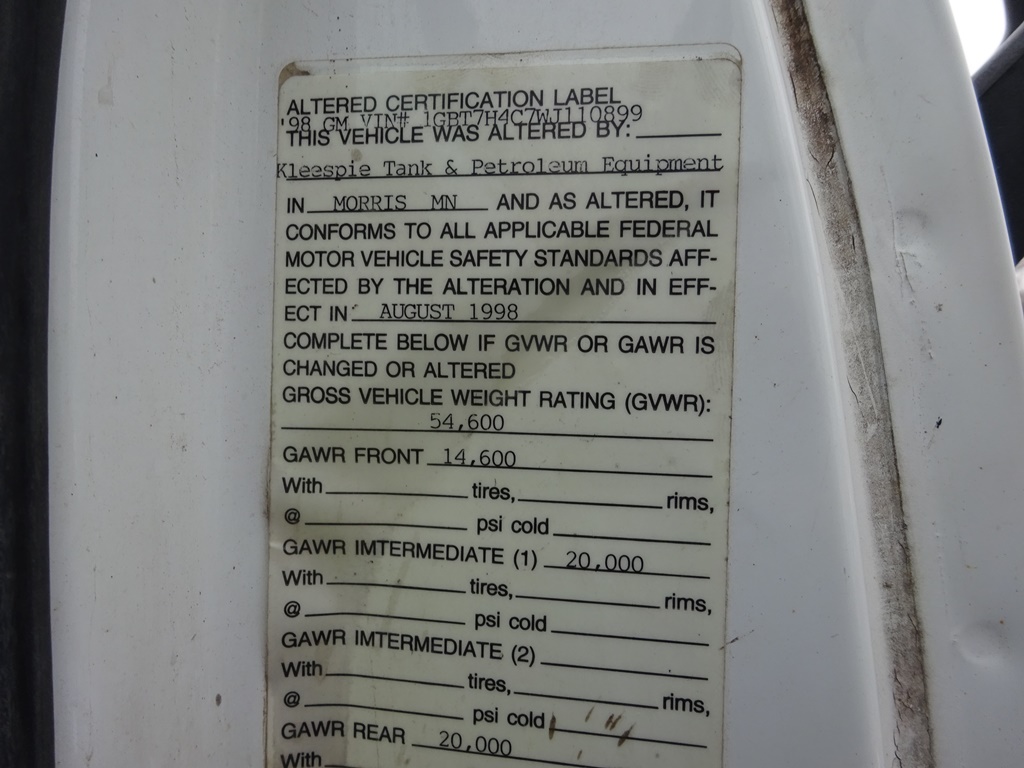 ALTERED CERTIFICATION LABEL
'98 GM VIN# 1GBT7H4C7WJ110899
THIS VEHICLE WAS ALTERED BY:
Kleespie Tank & Petroleum Equipment
IN MORRIS MN AND AS ALTERED, IT
CONFORMS TO ALL APPLICABLE FEDERAL
MOTOR VEHICLE SAFETY STANDARDS AFF-
ECTED BY THE ALTERATION AND IN EFF-
ECT IN AUGUST 1998
COMPLETE BELOW IF GVWR OR GAWR IS
CHANGED OR ALTERED
GROSS VEHICLE WEIGHT RATING (GVWR):
54,600
GAWR FRONT 14,600
With tires, rims,
@ psi cold
GAWR IMTERMEDIATE (1) 20,000
With tires, rims,
@ psi cold
GAWR IMTERMEDIATE (2)
With tires, rims,
@ psi cold
GAWR REAR 20,000
With